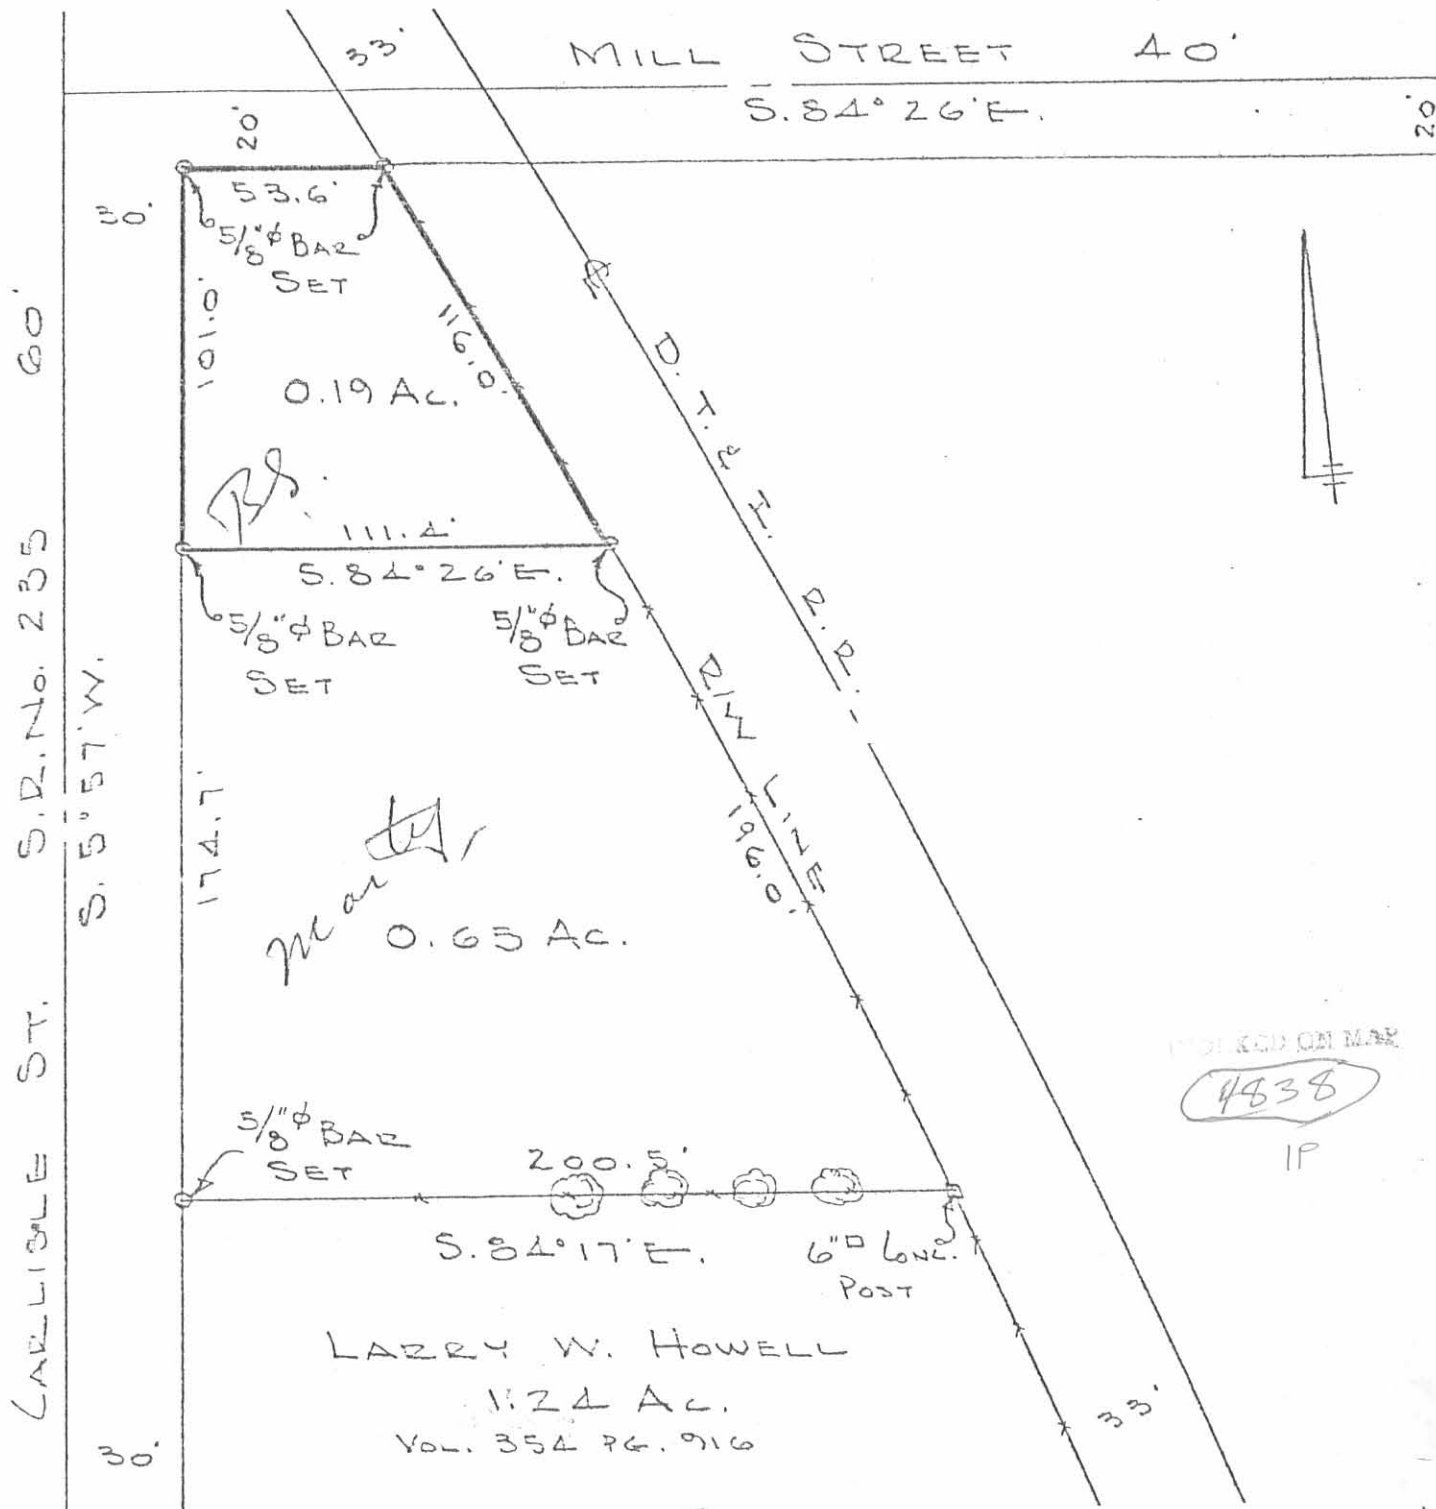 33'
MILL STREET 40'
S. 84° 26' E.
20'
20'
53.6'
30'
5/8" ϕ BAR
SET
101.0'
116.0'
0.19 AC.
D. T. & I. R. R.
60'
111.4'
S. 84° 26' E.
5/8" ϕ BAR
SET
5/8" ϕ BAR
SET
R/W LINE
196.0'
S.R. No. 235
S. 5° 57' W.
174.7'
0.65 AC.
CARLISLE ST.
ON MAP
4838
1P
5/8" ϕ BAR
SET
200.5'
S. 84° 17' E.
6" □ CONC.
POST
LARRY W. HOWELL
1.24 AC.
VOL. 354 PG. 916
33'
30'